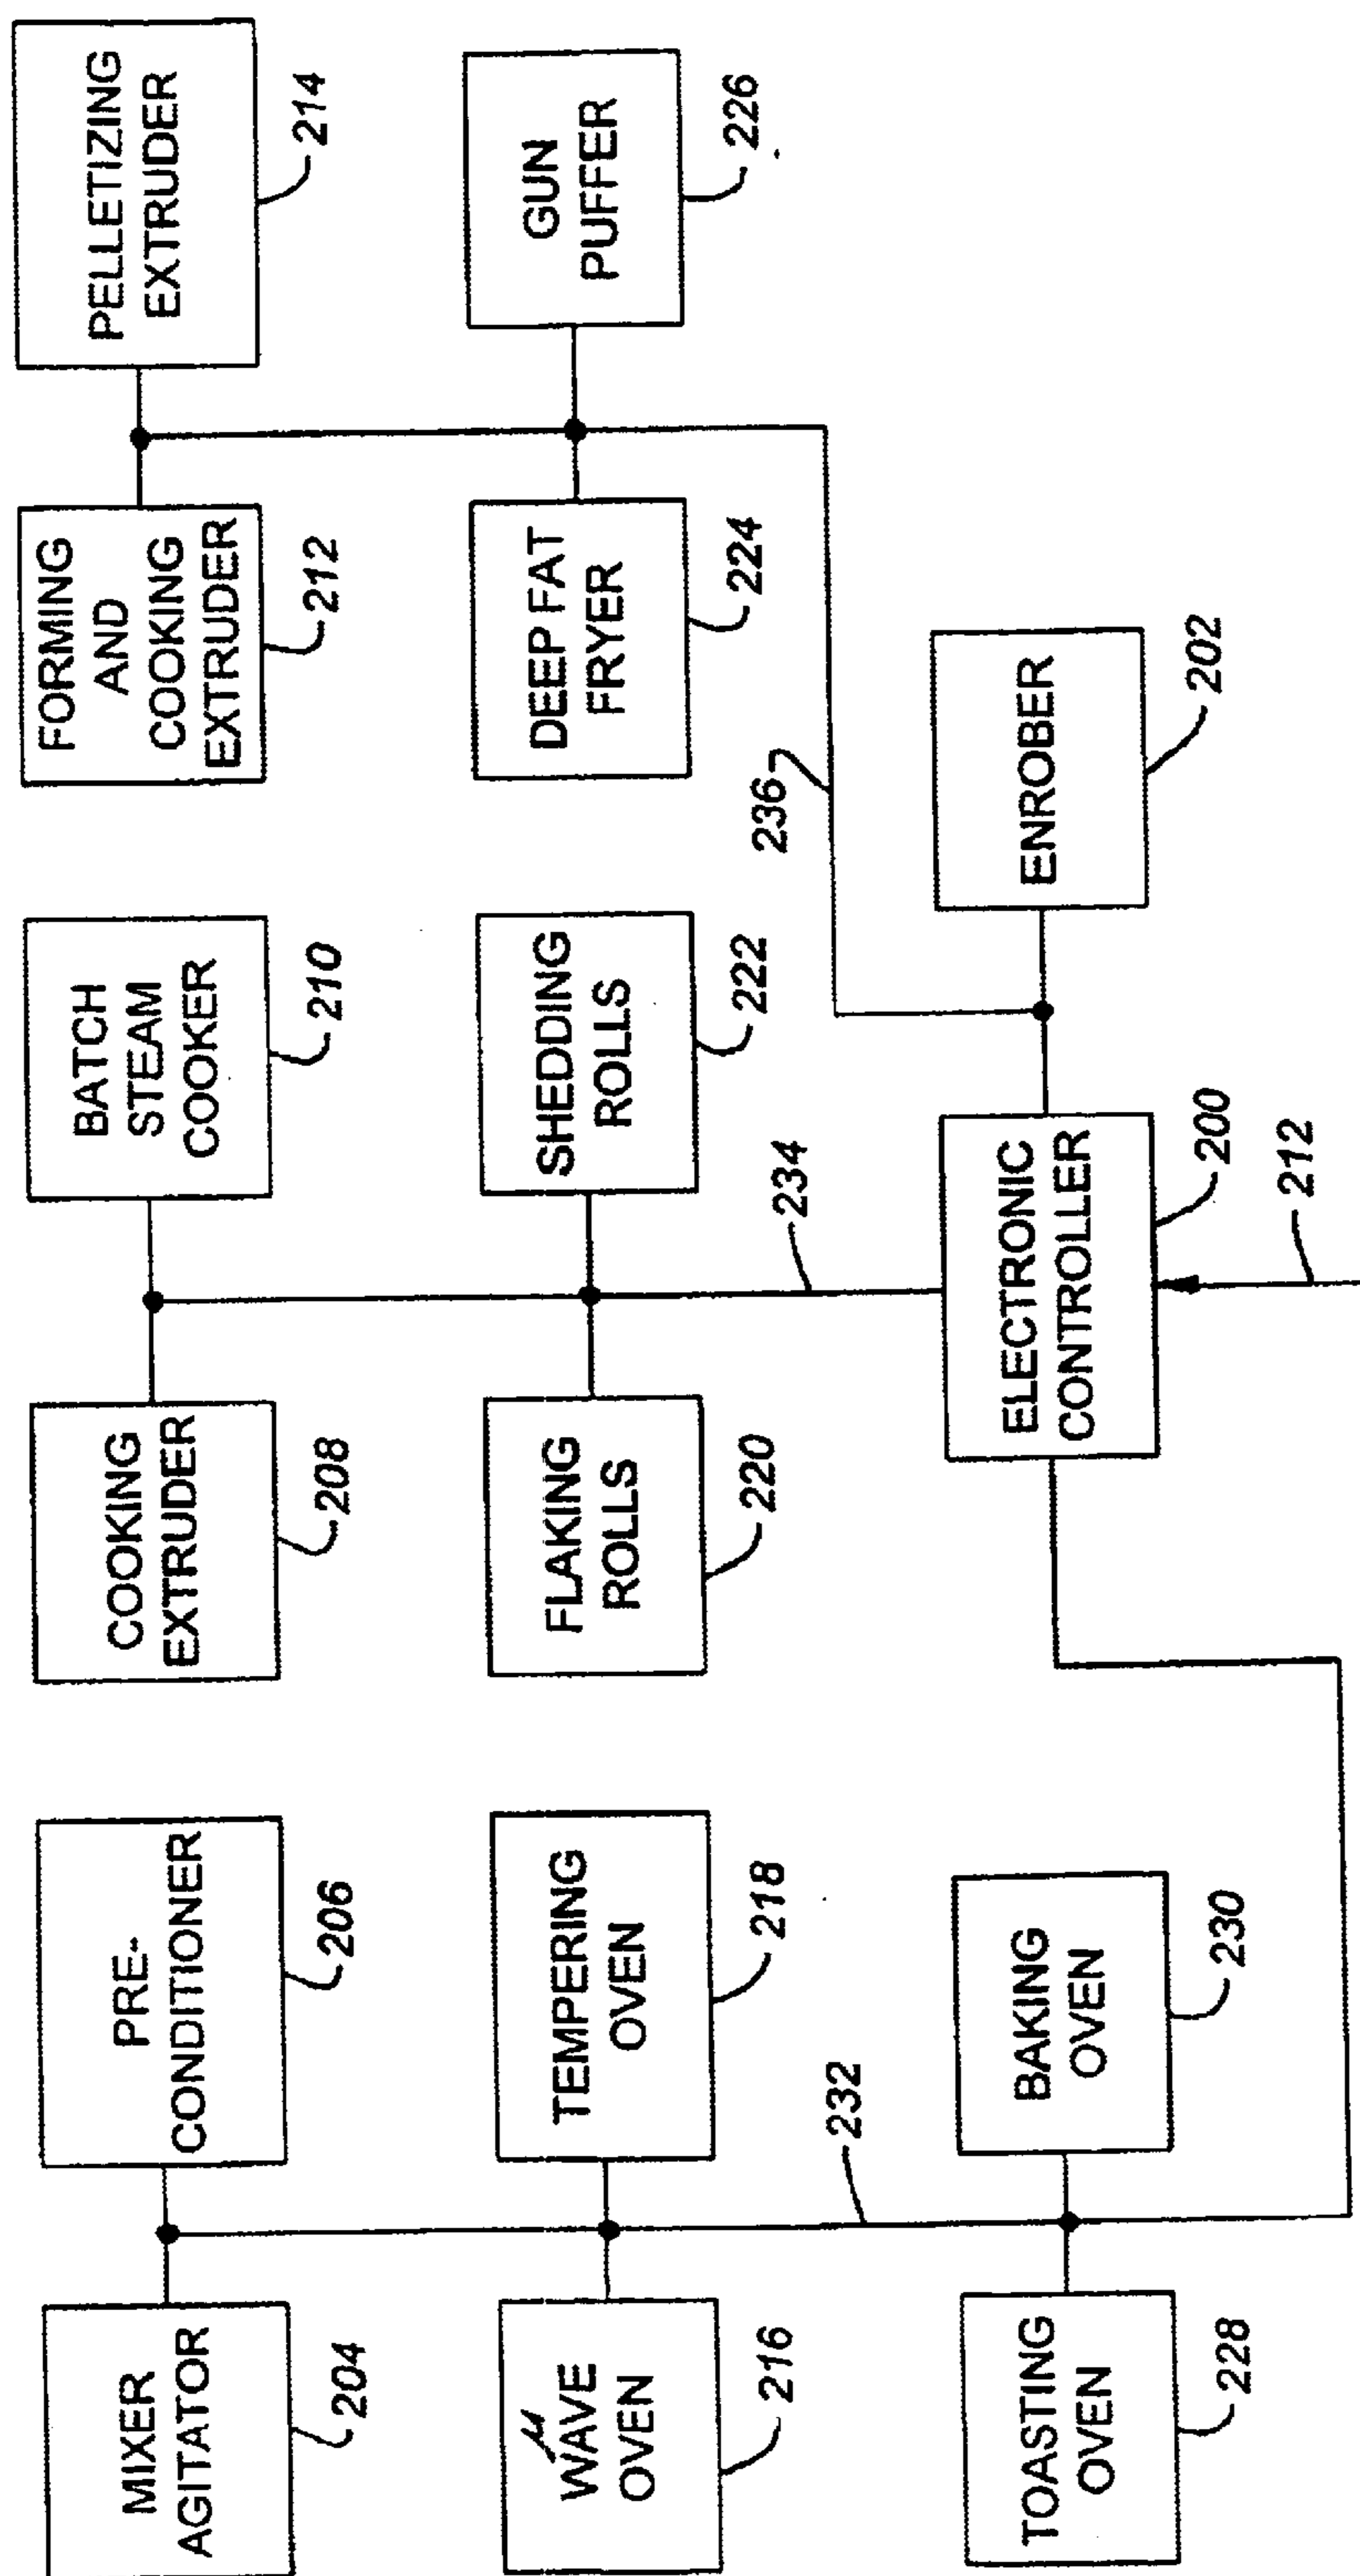 MIXER
AGITATOR
204
PRE-
CONDITIONER
206
COOKING
EXTRUDER
208
BATCH
STEAM
COOKER
210
FORMING
AND
COOKING
EXTRUDER
212
PELLETIZING
EXTRUDER
214
μ
WAVE
OVEN
216
TEMPERING
OVEN
218
FLAKING
ROLLS
220
SHEDDING
ROLLS
222
DEEP FAT
FRYER
224
GUN
PUFFER
226
232
234
236
TOASTING
OVEN
228
BAKING
OVEN
230
ELECTRONIC
CONTROLLER
200
ENROBER
202
212